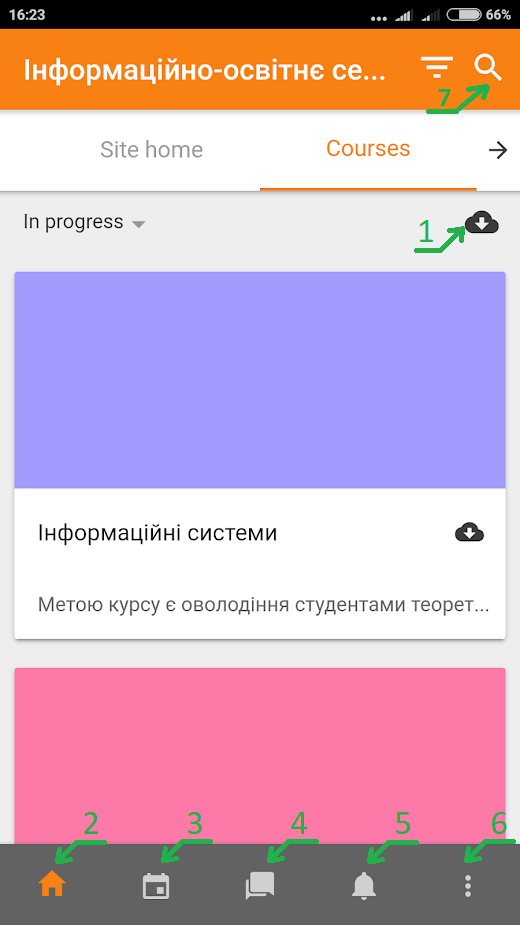 16:23
66%
Інформаційно-освітнє се...
7
Site home
Courses
In progress
1
Інформаційні системи
Метою курсу є оволодіння студентами теорет...
2
3
4
5
6